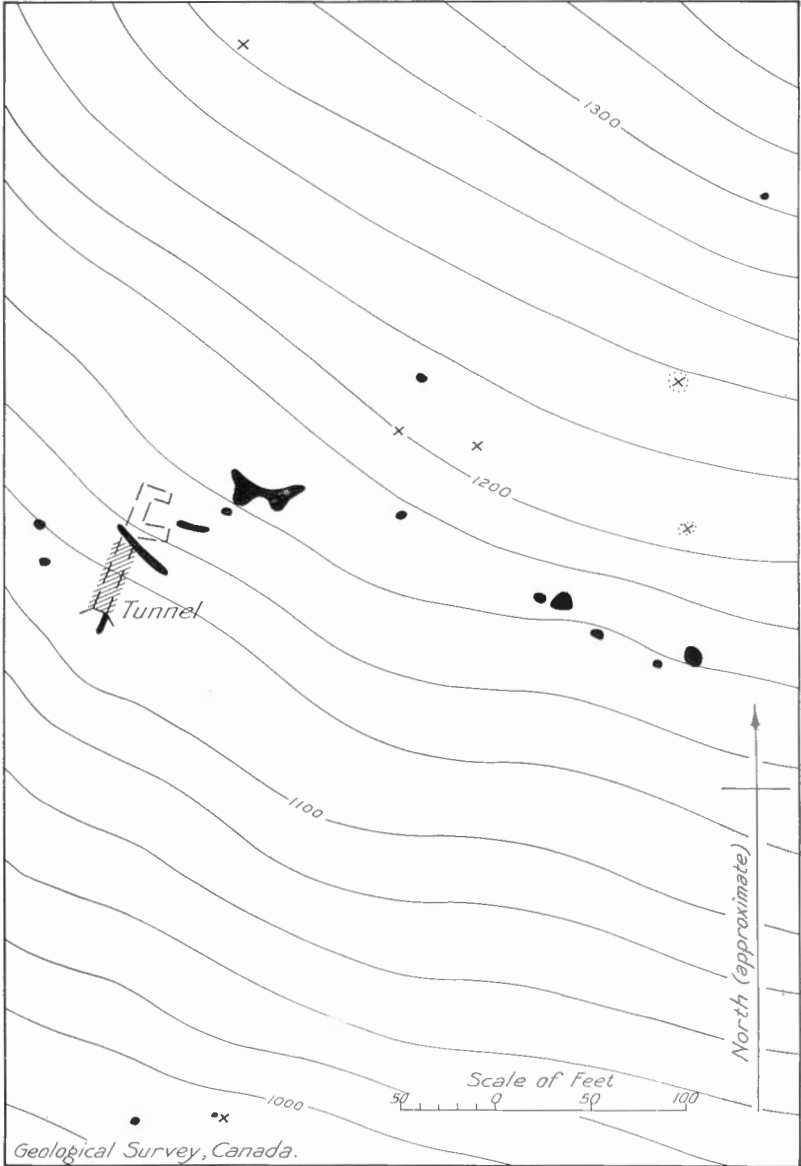 1300
1200
Tunnel
1100
North (approximate)
Scale of Feet
50 0 50 100
1000
Geological Survey, Canada.